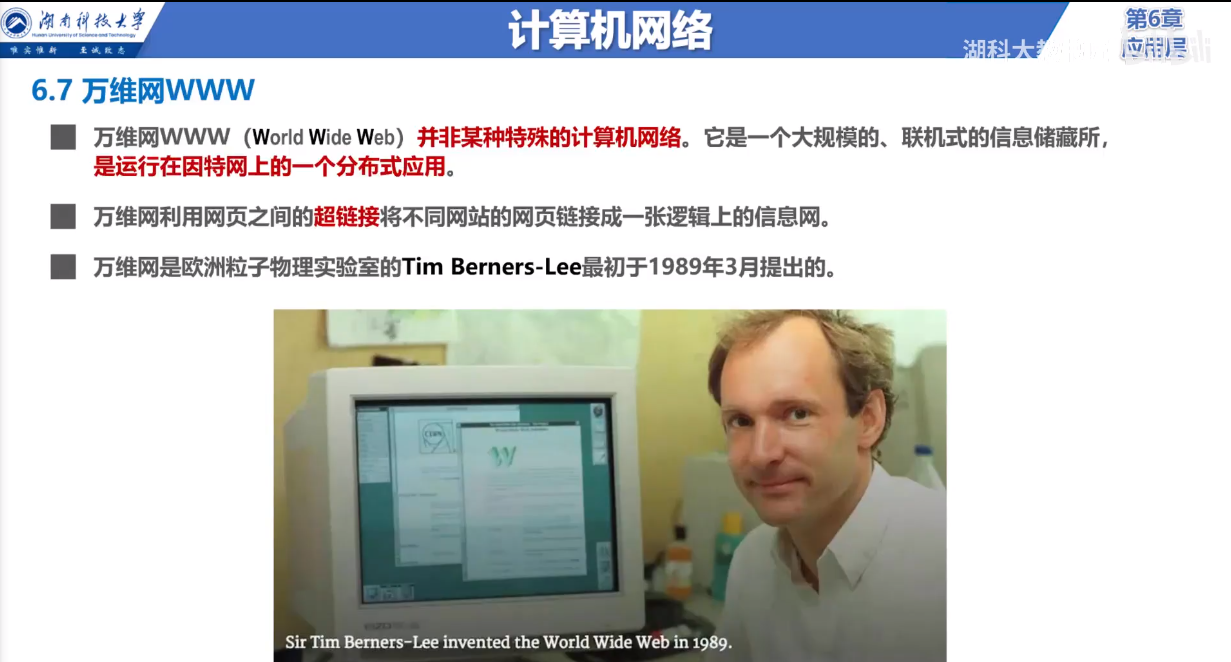 湖南科技大学
Hunan University of Science and Technology
唯实惟新 至诚致志
计算机网络
第6章
应用层
6.7 万维网WWW
万维网WWW（World Wide Web）并非某种特殊的计算机网络。它是一个大规模的、联机式的信息储藏所，
是运行在因特网上的一个分布式应用。
万维网利用网页之间的超链接将不同网站的网页链接成一张逻辑上的信息网。
万维网是欧洲粒子物理实验室的Tim Berners-Lee最初于1989年3月提出的。
CERN
W
Sir Tim Berners-Lee invented the World Wide Web in 1989.